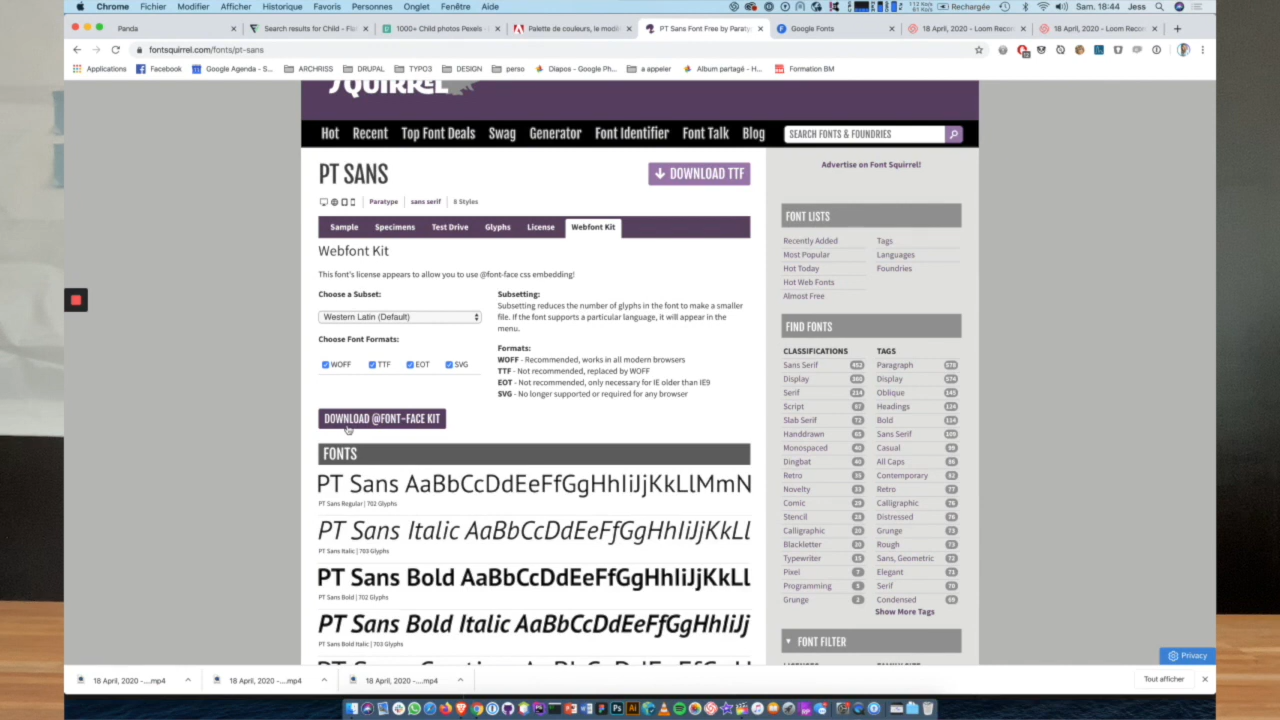 Chrome Fichier Modifier Afficher Historique Favoris Personnes Onglet Fenêtre Aide
Rechargée Sam. 18:44 Jess
Panda
Search results for Child - Fla
1000+ Child photos Pexels
Palette de couleurs, le modè
PT Sans Font Free by Paraty
Google Fonts
18 April, 2020 - Loom Recor
18 April, 2020 - Loom Recor
fontsquirrel.com/fonts/pt-sans
Applications Facebook Google Agenda - S... ARCHRISS DRUPAL TYPO3 DESIGN perso Diapos - Google Ph... a appeler Album partagé - H... Formation BM
SQUIRREL
Hot Recent Top Font Deals Swag Generator Font Identifier Font Talk Blog
SEARCH FONTS & FOUNDRIES
PT SANS
DOWNLOAD TTF
Paratype sans serif 8 Styles
Sample Specimens Test Drive Glyphs License Webfont Kit
Webfont Kit
This font's license appears to allow you to use @font-face css embedding!
Choose a Subset:
Western Latin (Default)
Choose Font Formats:
WOFF TTF EOT SVG
Subsetting:
Subsetting reduces the number of glyphs in the font to make a smaller
file. If the font supports a particular language, it will appear in the
menu.
Formats:
WOFF - Recommended, works in all modern browsers
TTF - Not recommended, replaced by WOFF
EOT - Not recommended, only necessary for IE older than IE9
SVG - No longer supported or required for any browser
DOWNLOAD @FONT-FACE KIT
FONTS
PT Sans AaBbCcDdEeFfGgHhIiJjKkLlMmN
PT Sans Regular | 702 Glyphs
PT Sans Italic AaBbCcDdEeFfGgHhIiJjKkLl
PT Sans Italic | 703 Glyphs
PT Sans Bold AaBbCcDdEeFfGgHhIiJjKkLl
PT Sans Bold | 702 Glyphs
PT Sans Bold Italic AaBbCcDdEeFfGgHhIiJj
PT Sans Bold Italic | 703 Glyphs
Advertise on Font Squirrel!
FONT LISTS
Recently Added Tags
Most Popular Languages
Hot Today Foundries
Hot Web Fonts
Almost Free
FIND FONTS
CLASSIFICATIONS TAGS
Sans Serif Paragraph
Display Display
Serif Oblique
Script Headings
Slab Serif Bold
Handdrawn Sans Serif
Monospaced Casual
Dingbat All Caps
Retro Contemporary
Novelty Retro
Comic Calligraphic
Stencil Distressed
Calligraphic Grunge
Blackletter Rough
Typewriter Sans, Geometric
Pixel Elegant
Programming Serif
Grunge Condensed
Show More Tags
FONT FILTER
Privacy
18 April, 2020 -....mp4
18 April, 2020 -....mp4
18 April, 2020 -....mp4
Tout afficher